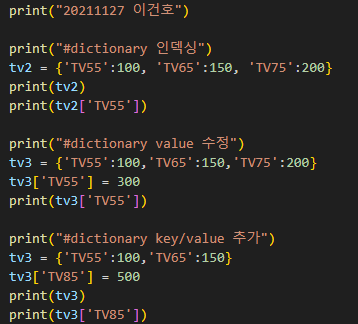 print("20211127 이건호")
print("#dictionary 인덱싱")
tv2 = {'TV55':100, 'TV65':150, 'TV75':200}
print(tv2)
print(tv2['TV55'])
print("#dictionary value 수정")
tv3 = {'TV55':100,'TV65':150,'TV75':200}
tv3['TV55'] = 300
print(tv3['TV55'])
print("#dictionary key/value 추가")
tv3 = {'TV55':100,'TV65':150}
tv3['TV85'] = 500
print(tv3)
print(tv3['TV85'])